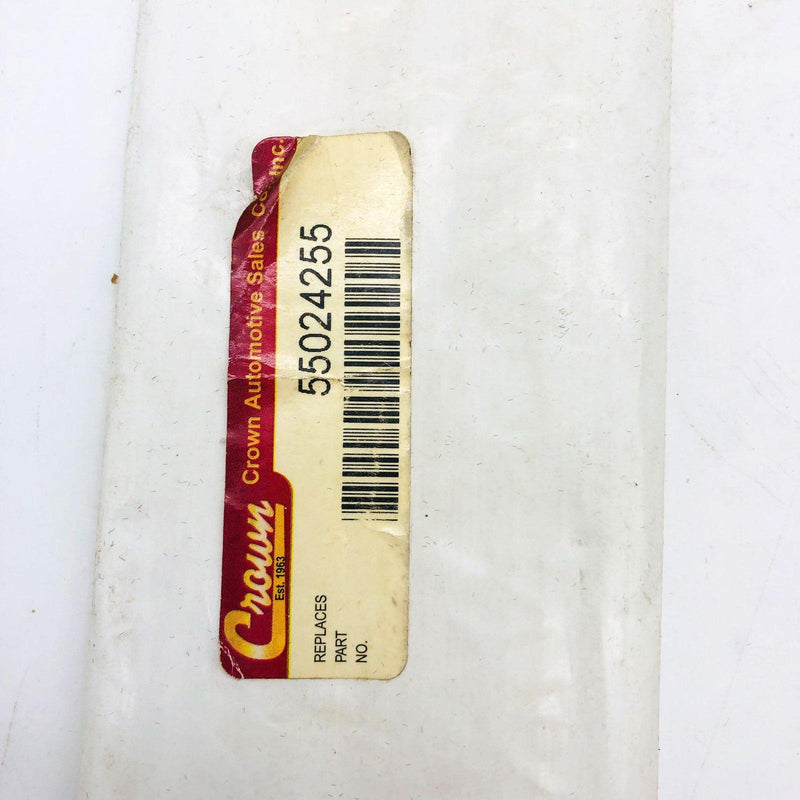 Crown Automotive Sales Co., Inc.
Crown
Est. 1963
REPLACES
PART
NO.
55024255